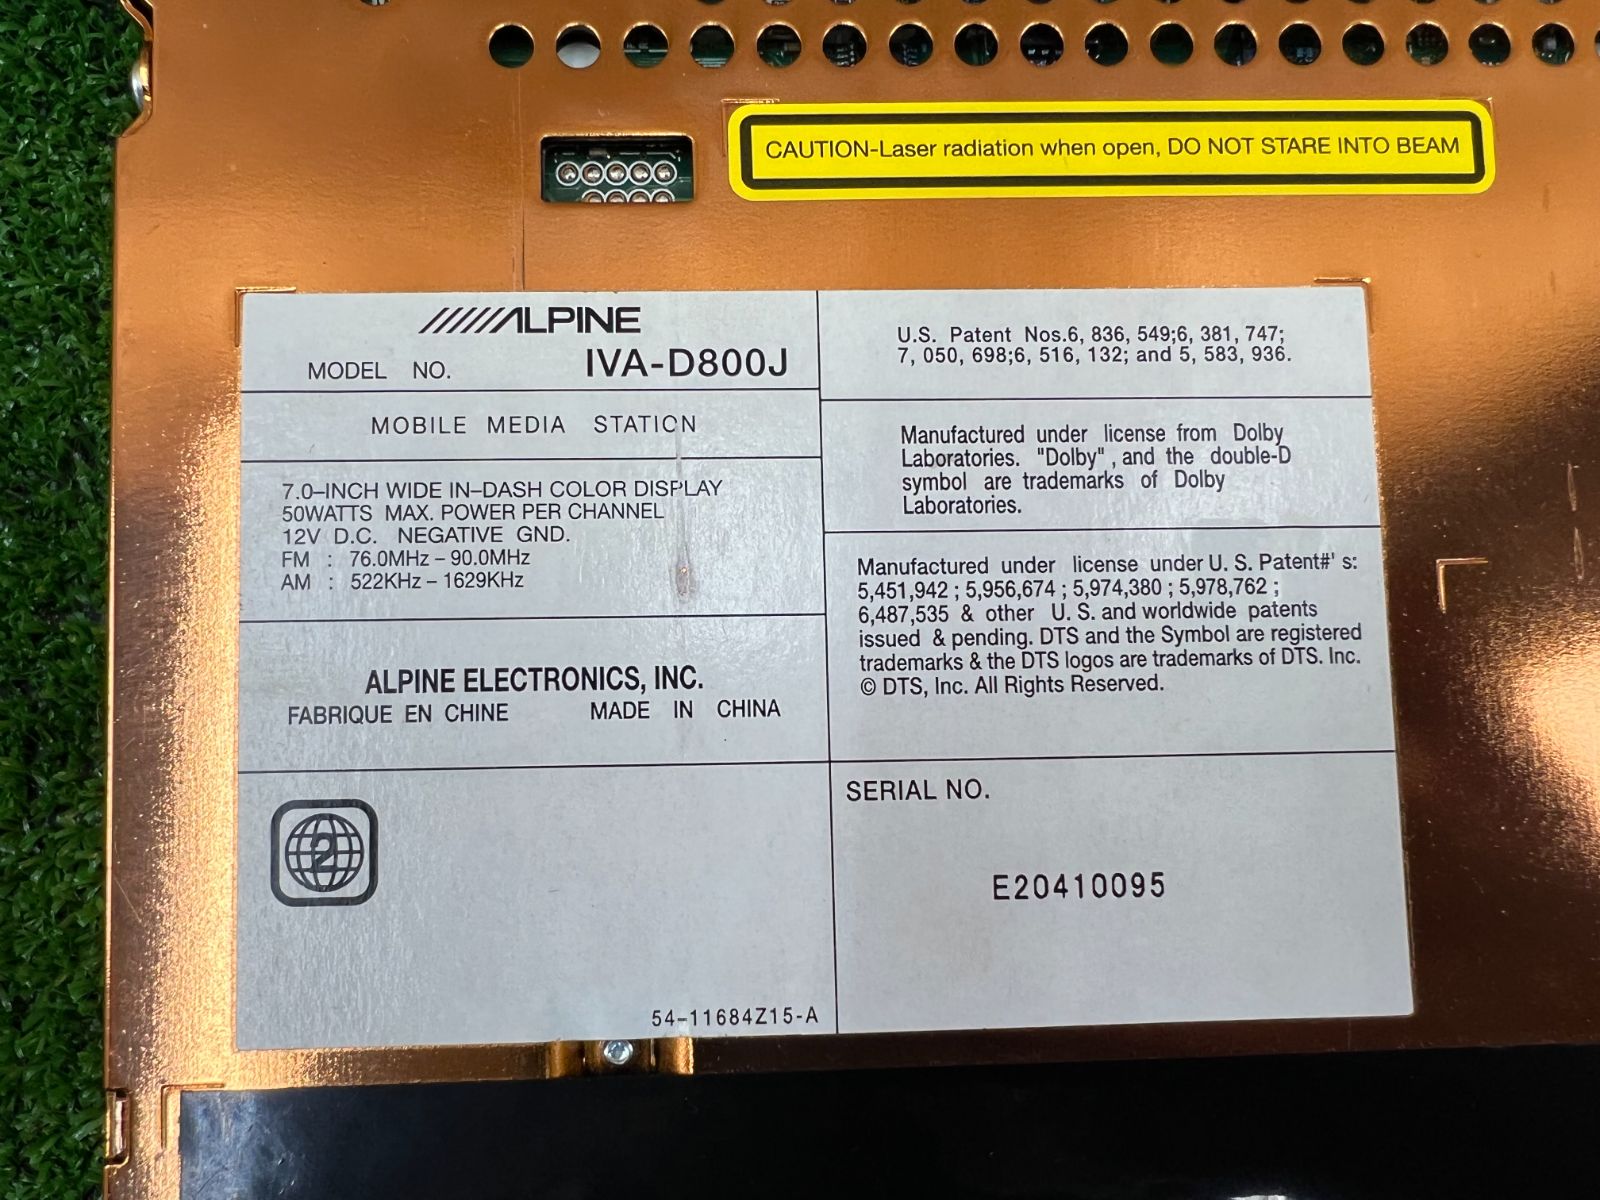 CAUTION-Laser radiation when open, DO NOT STARE INTO BEAM
ALPINE
MODEL NO. IVA-D800J
MOBILE MEDIA STATION
7.0-INCH WIDE IN-DASH COLOR DISPLAY
50WATTS MAX. POWER PER CHANNEL
12V D.C. NEGATIVE GND.
FM : 76.0MHz – 90.0MHz
AM : 522KHz – 1629KHz
ALPINE ELECTRONICS, INC.
FABRIQUE EN CHINE MADE IN CHINA
2
54-11684Z15-A
U.S. Patent Nos.6, 836, 549;6, 381, 747;
7, 050, 698;6, 516, 132; and 5, 583, 936.
Manufactured under license from Dolby
Laboratories. "Dolby", and the double-D
symbol are trademarks of Dolby
Laboratories.
Manufactured under license under U. S. Patent#' s:
5,451,942 ; 5,956,674 ; 5,974,380 ; 5,978,762 ;
6,487,535 & other U. S. and worldwide patents
issued & pending. DTS and the Symbol are registered
trademarks & the DTS logos are trademarks of DTS. Inc.
© DTS, Inc. All Rights Reserved.
SERIAL NO.
E20410095